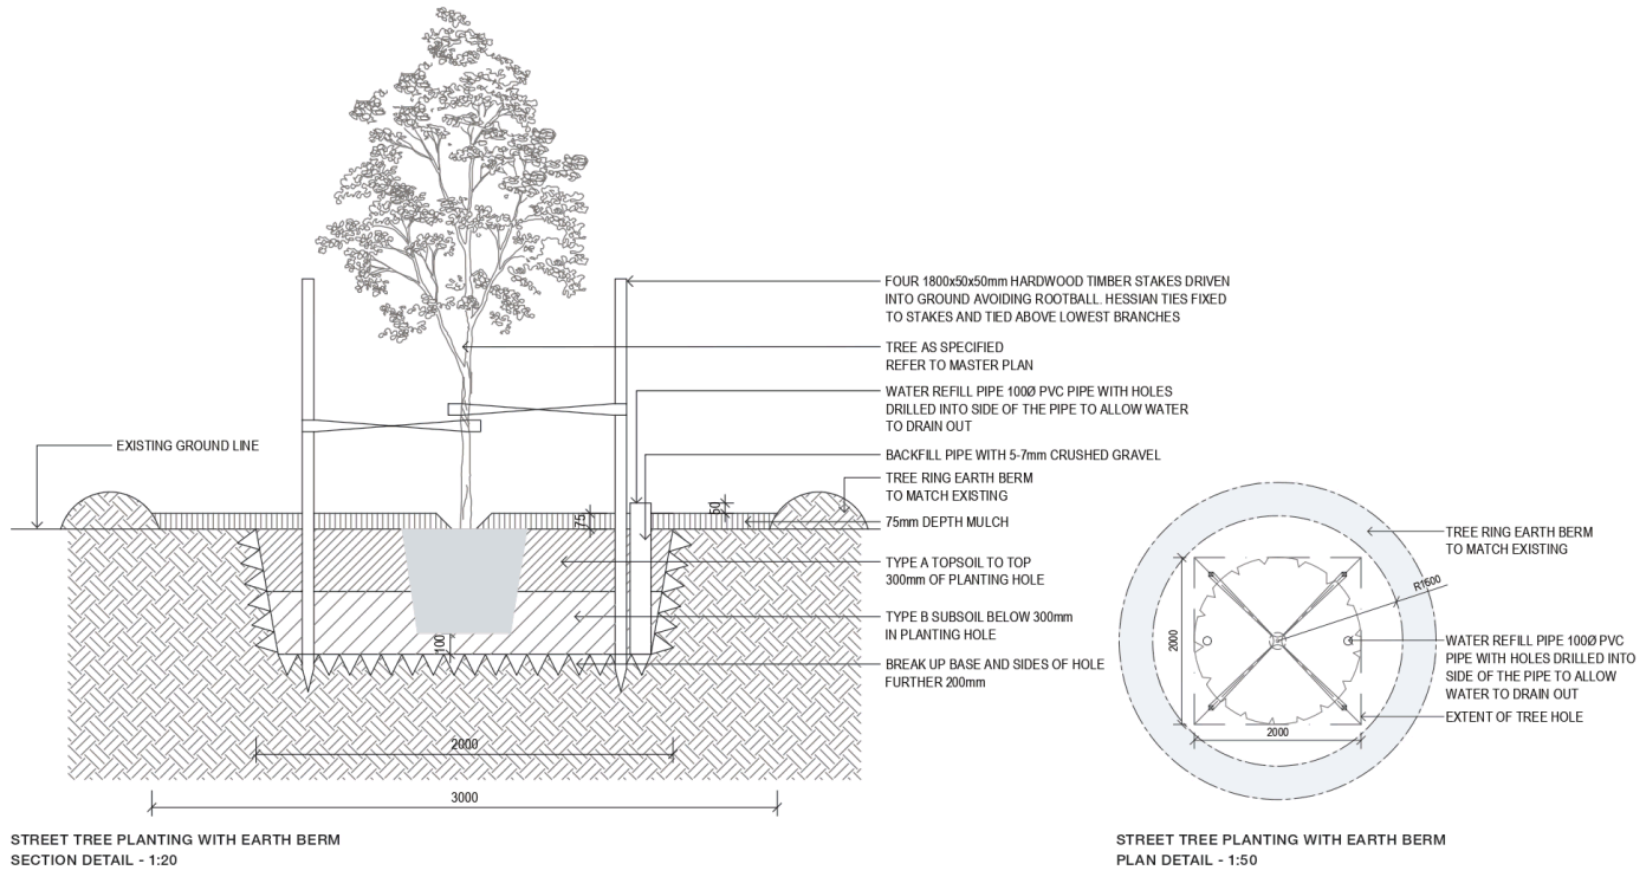 FOUR 1800x50x50mm HARDWOOD TIMBER STAKES DRIVEN
INTO GROUND AVOIDING ROOTBALL. HESSIAN TIES FIXED
TO STAKES AND TIED ABOVE LOWEST BRANCHES
TREE AS SPECIFIED
REFER TO MASTER PLAN
WATER REFILL PIPE 100Ø PVC PIPE WITH HOLES
DRILLED INTO SIDE OF THE PIPE TO ALLOW WATER
TO DRAIN OUT
EXISTING GROUND LINE
BACKFILL PIPE WITH 5-7mm CRUSHED GRAVEL
TREE RING EARTH BERM
TO MATCH EXISTING
75
50
75mm DEPTH MULCH
TYPE A TOPSOIL TO TOP
300mm OF PLANTING HOLE
TYPE B SUBSOIL BELOW 300mm
IN PLANTING HOLE
100
BREAK UP BASE AND SIDES OF HOLE
FURTHER 200mm
2000
3000
STREET TREE PLANTING WITH EARTH BERM
SECTION DETAIL - 1:20
TREE RING EARTH BERM
TO MATCH EXISTING
R1500
2000
WATER REFILL PIPE 100Ø PVC
PIPE WITH HOLES DRILLED INTO
SIDE OF THE PIPE TO ALLOW
WATER TO DRAIN OUT
EXTENT OF TREE HOLE
2000
STREET TREE PLANTING WITH EARTH BERM
PLAN DETAIL - 1:50